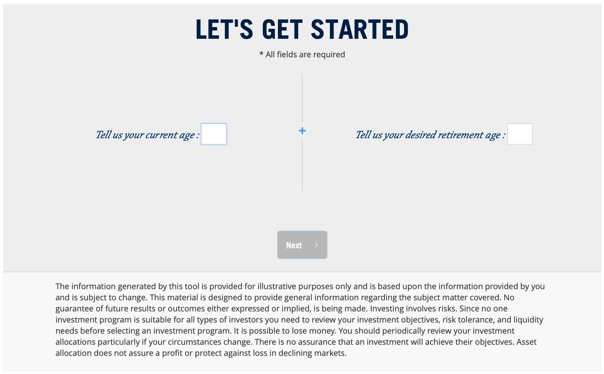 LET'S GET STARTED
* All fields are required
Tell us your current age :
+
Tell us your desired retirement age :
Next ›
The information generated by this tool is provided for illustrative purposes only and is based upon the information provided by you
and is subject to change. This material is designed to provide general information regarding the subject matter covered. No
guarantee of future results or outcomes either expressed or implied, is being made. Investing involves risks. Since no one
investment program is suitable for all types of investors you need to review your investment objectives, risk tolerance, and liquidity
needs before selecting an investment program. It is possible to lose money. You should periodically review your investment
allocations particularly if your circumstances change. There is no assurance that an investment will achieve their objectives. Asset
allocation does not assure a profit or protect against loss in declining markets.